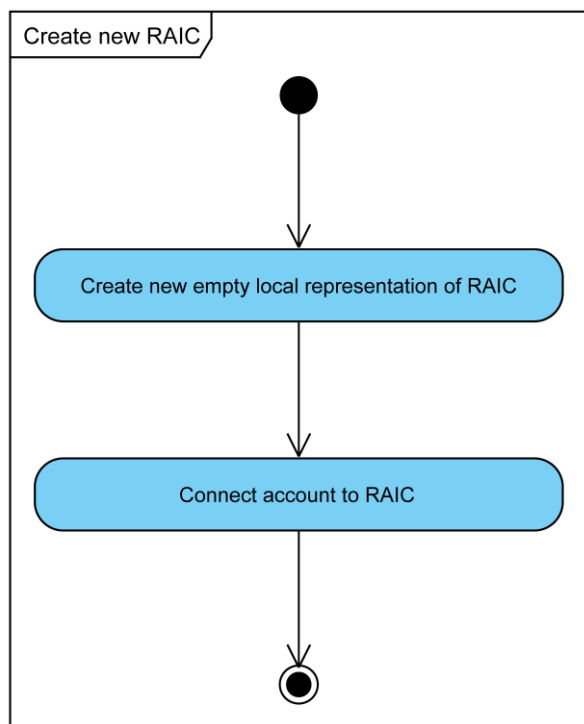 Create new RAIC
Create new empty local representation of RAIC
Connect account to RAIC